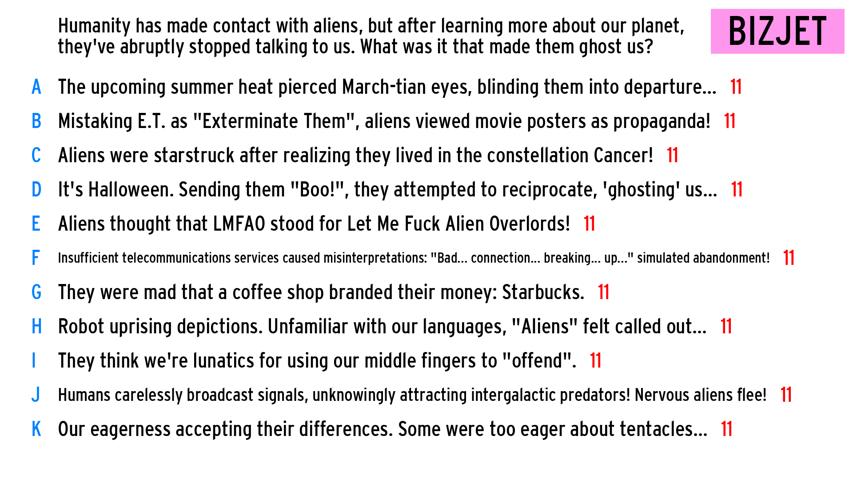 Humanity has made contact with aliens, but after learning more about our planet,
they've abruptly stopped talking to us. What was it that made them ghost us?
BIZJET
A The upcoming summer heat pierced March-tian eyes, blinding them into departure... 11
B Mistaking E.T. as "Exterminate Them", aliens viewed movie posters as propaganda! 11
C Aliens were starstruck after realizing they lived in the constellation Cancer! 11
D It's Halloween. Sending them "Boo!", they attempted to reciprocate, 'ghosting' us... 11
E Aliens thought that LMFAO stood for Let Me Fuck Alien Overlords! 11
F Insufficient telecommunications services caused misinterpretations: "Bad... connection... breaking... up..." simulated abandonment! 11
G They were mad that a coffee shop branded their money: Starbucks. 11
H Robot uprising depictions. Unfamiliar with our languages, "Aliens" felt called out... 11
I They think we're lunatics for using our middle fingers to "offend". 11
J Humans carelessly broadcast signals, unknowingly attracting intergalactic predators! Nervous aliens flee! 11
K Our eagerness accepting their differences. Some were too eager about tentacles... 11